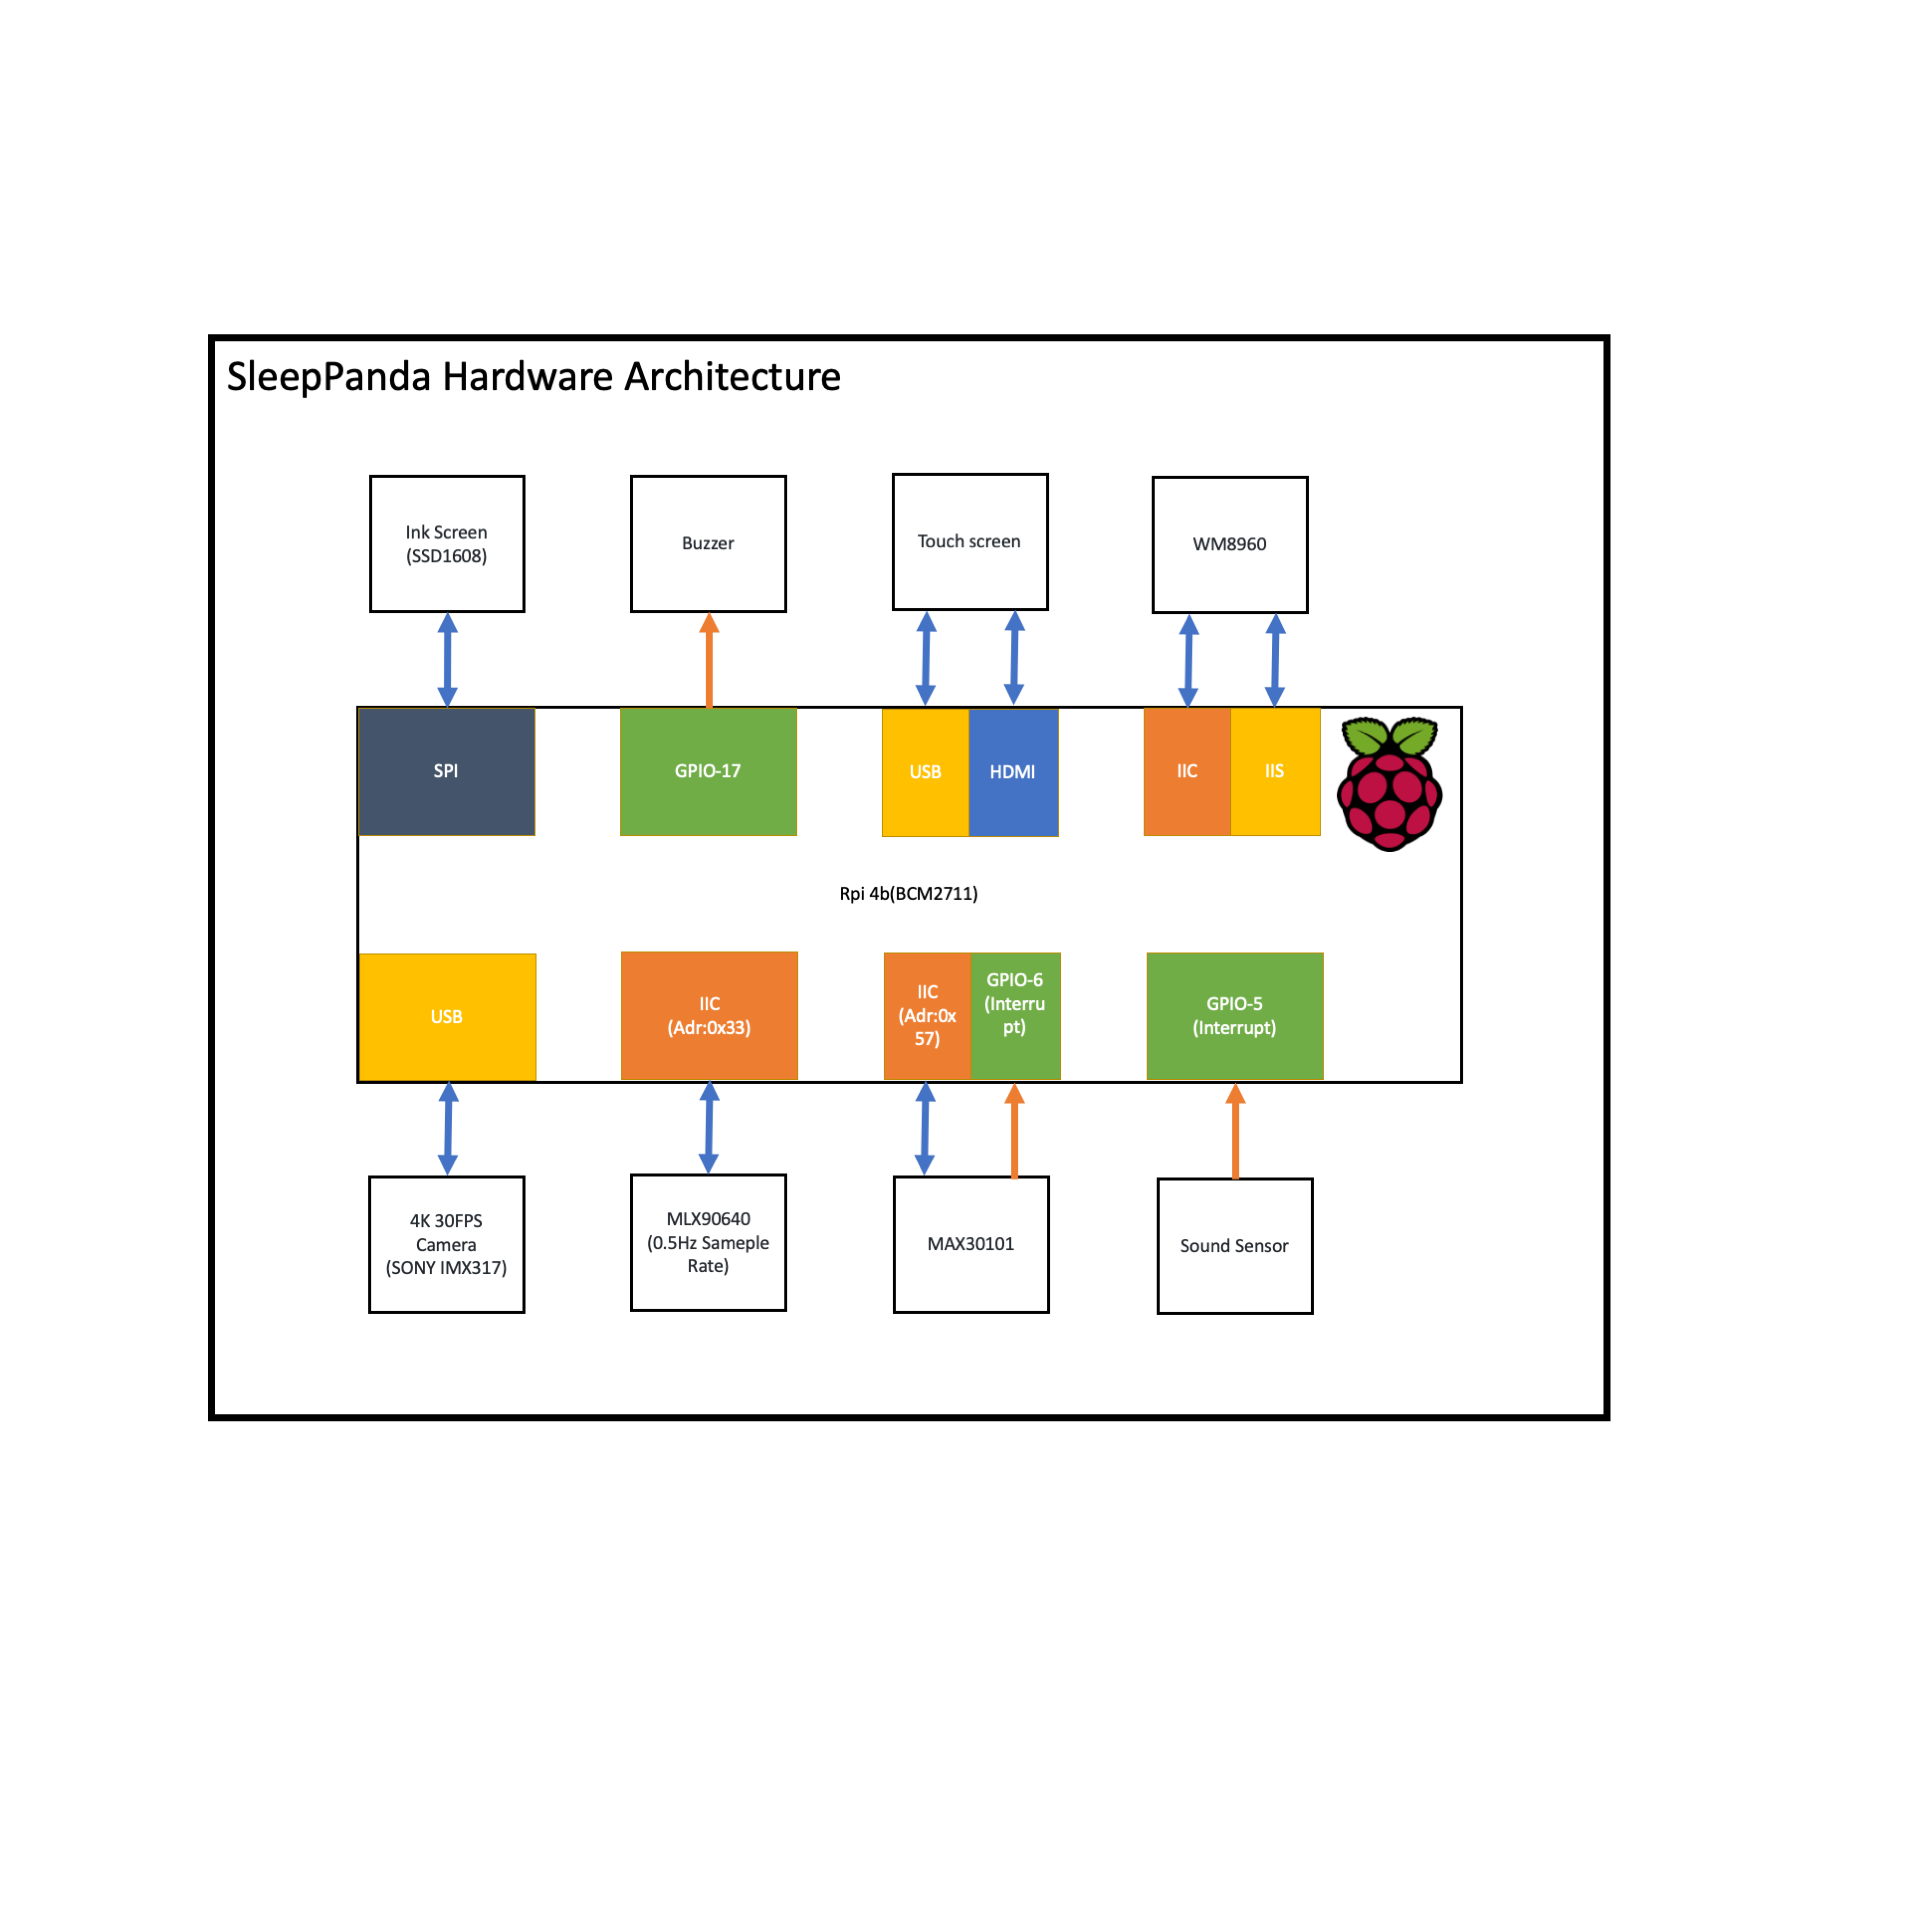 SleepPanda Hardware Architecture
Ink Screen
(SSD1608)
Buzzer
Touch screen
WM8960
SPI
GPIO-17
USB
HDMI
IIC
IIS
Rpi 4b(BCM2711)
USB
IIC
(Adr:0x33)
IIC
(Adr:0x
57)
GPIO-6
(Interru
pt)
GPIO-5
(Interrupt)
4K 30FPS
Camera
(SONY IMX317)
MLX90640
(0.5Hz Sameple
Rate)
MAX30101
Sound Sensor